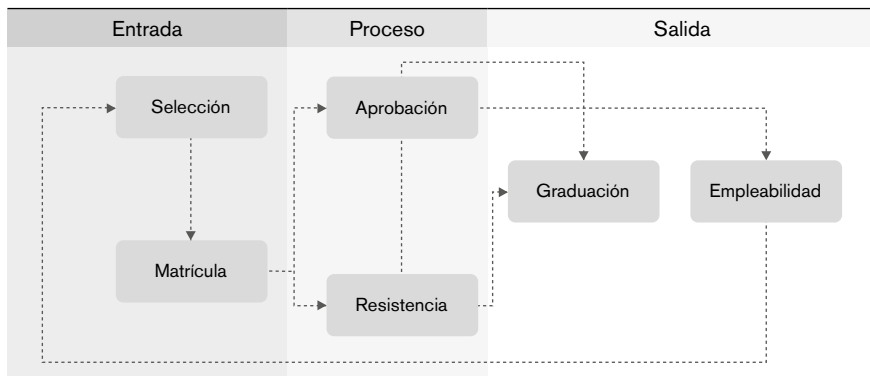 Entrada
Proceso
Salida
Selección
Aprobación
Graduación
Empleabilidad
Matrícula
Resistencia